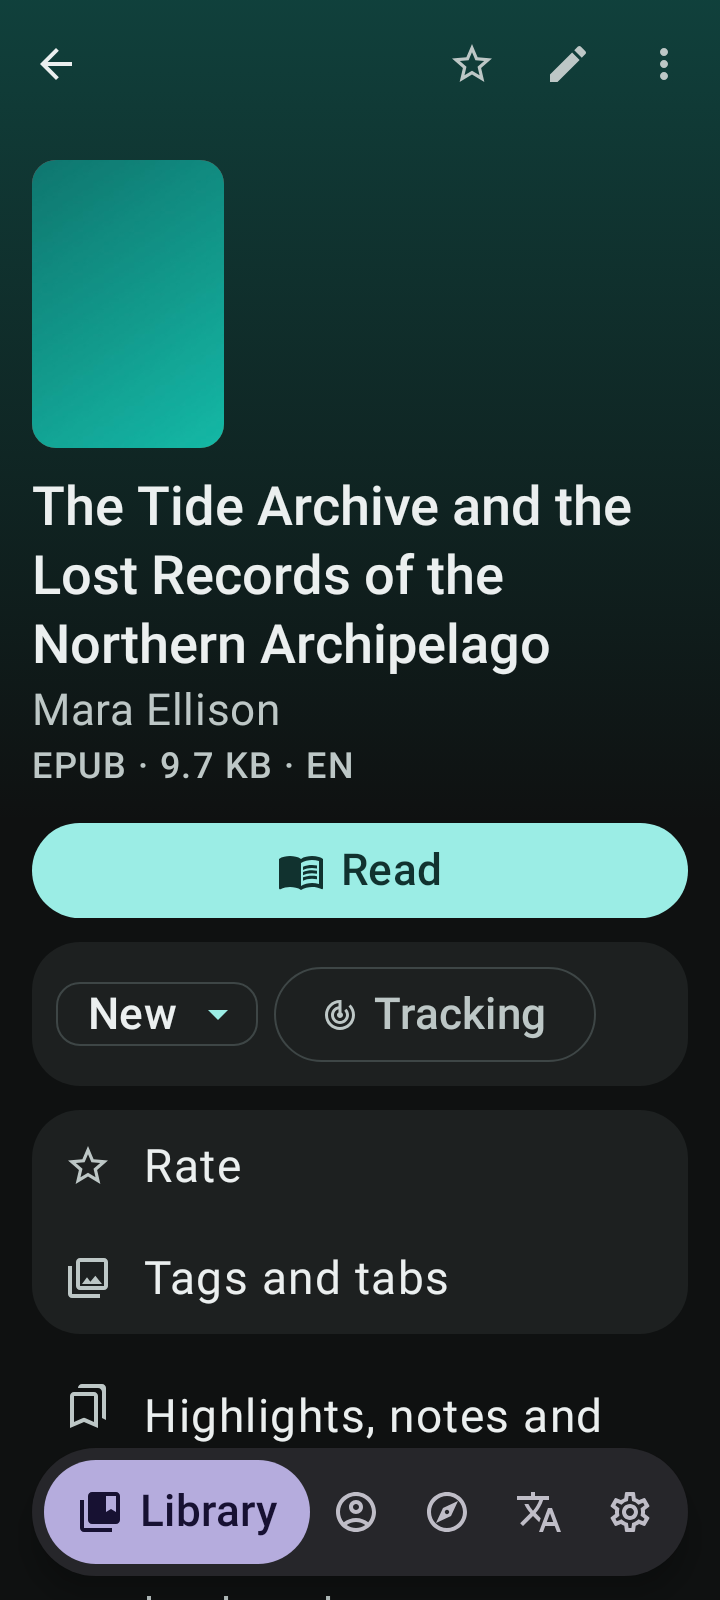 The Tide Archive and the
Lost Records of the
Northern Archipelago
Mara Ellison
EPUB · 9.7 KB · EN
Read
New
Tracking
Rate
Tags and tabs
Highlights, notes and
Library